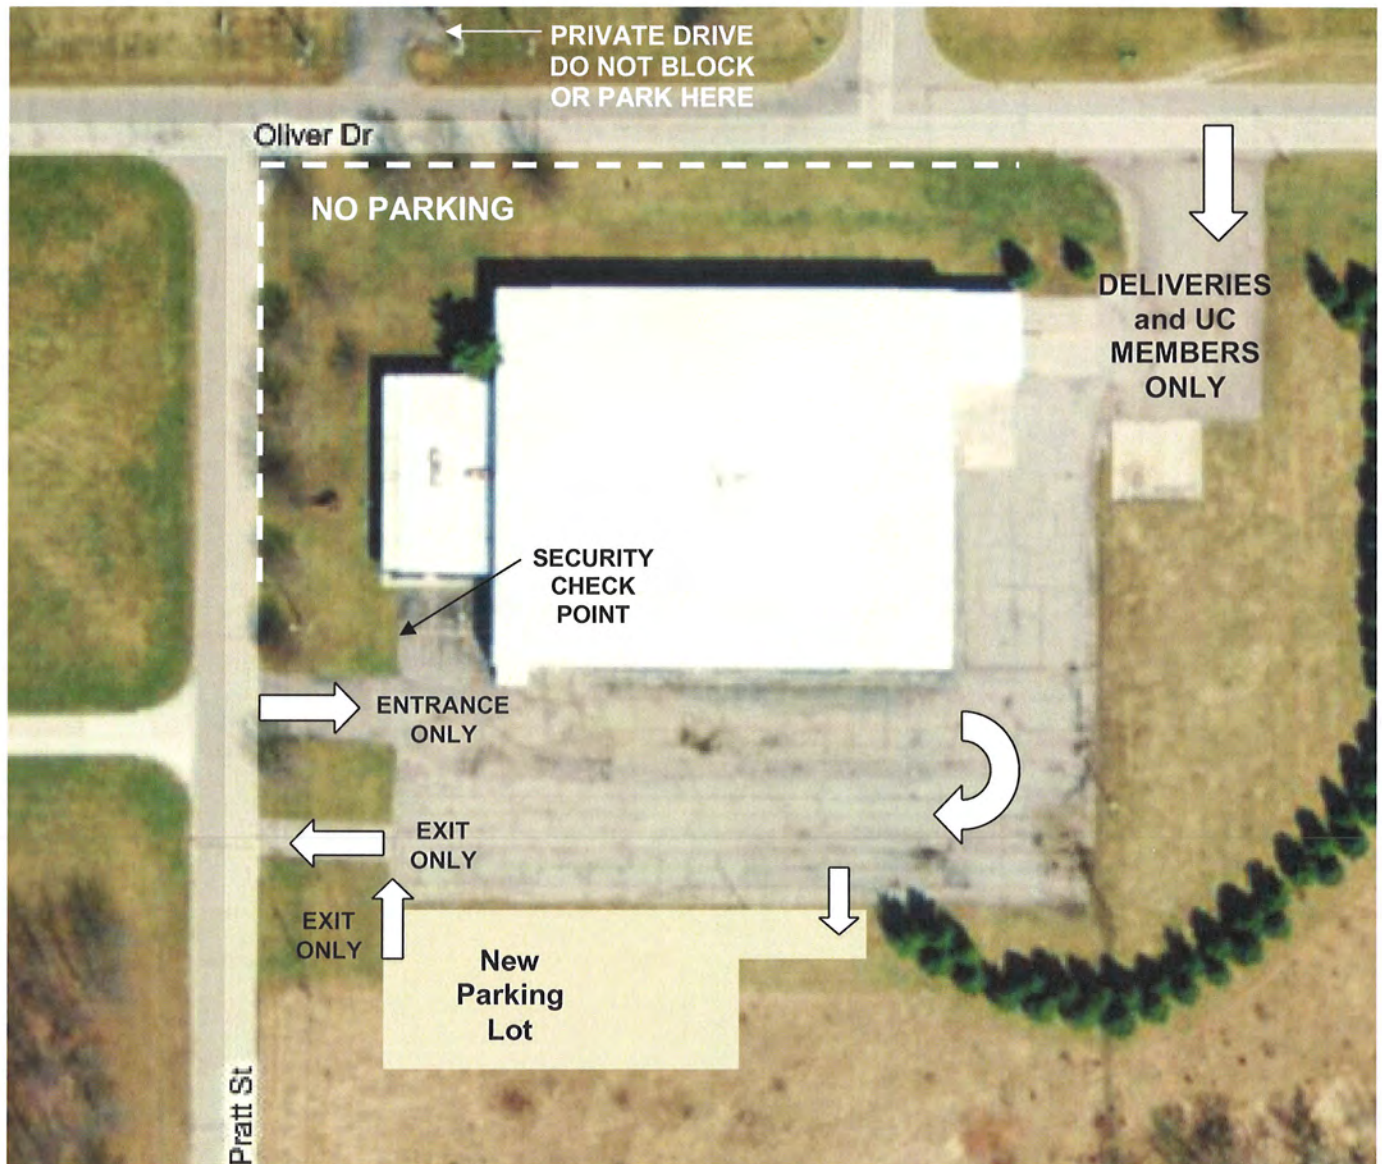 PRIVATE DRIVE
DO NOT BLOCK
OR PARK HERE
Oliver Dr
NO PARKING
DELIVERIES
and UC
MEMBERS
ONLY
SECURITY
CHECK
POINT
ENTRANCE
ONLY
EXIT
ONLY
EXIT
ONLY
New
Parking
Lot
Pratt St